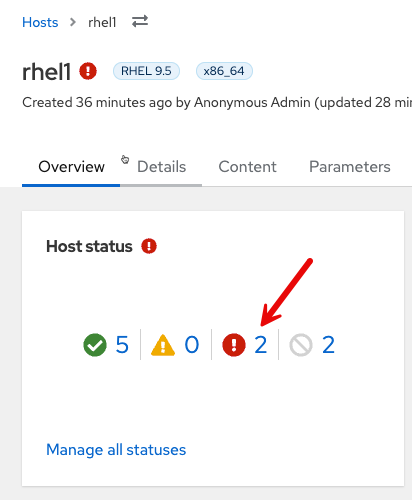 Hosts > rhel1
rhel1 RHEL 9.5 x86_64
Created 36 minutes ago by Anonymous Admin (updated 28 mi
Overview Details Content Parameters
Host status
5 0 2 2
Manage all statuses